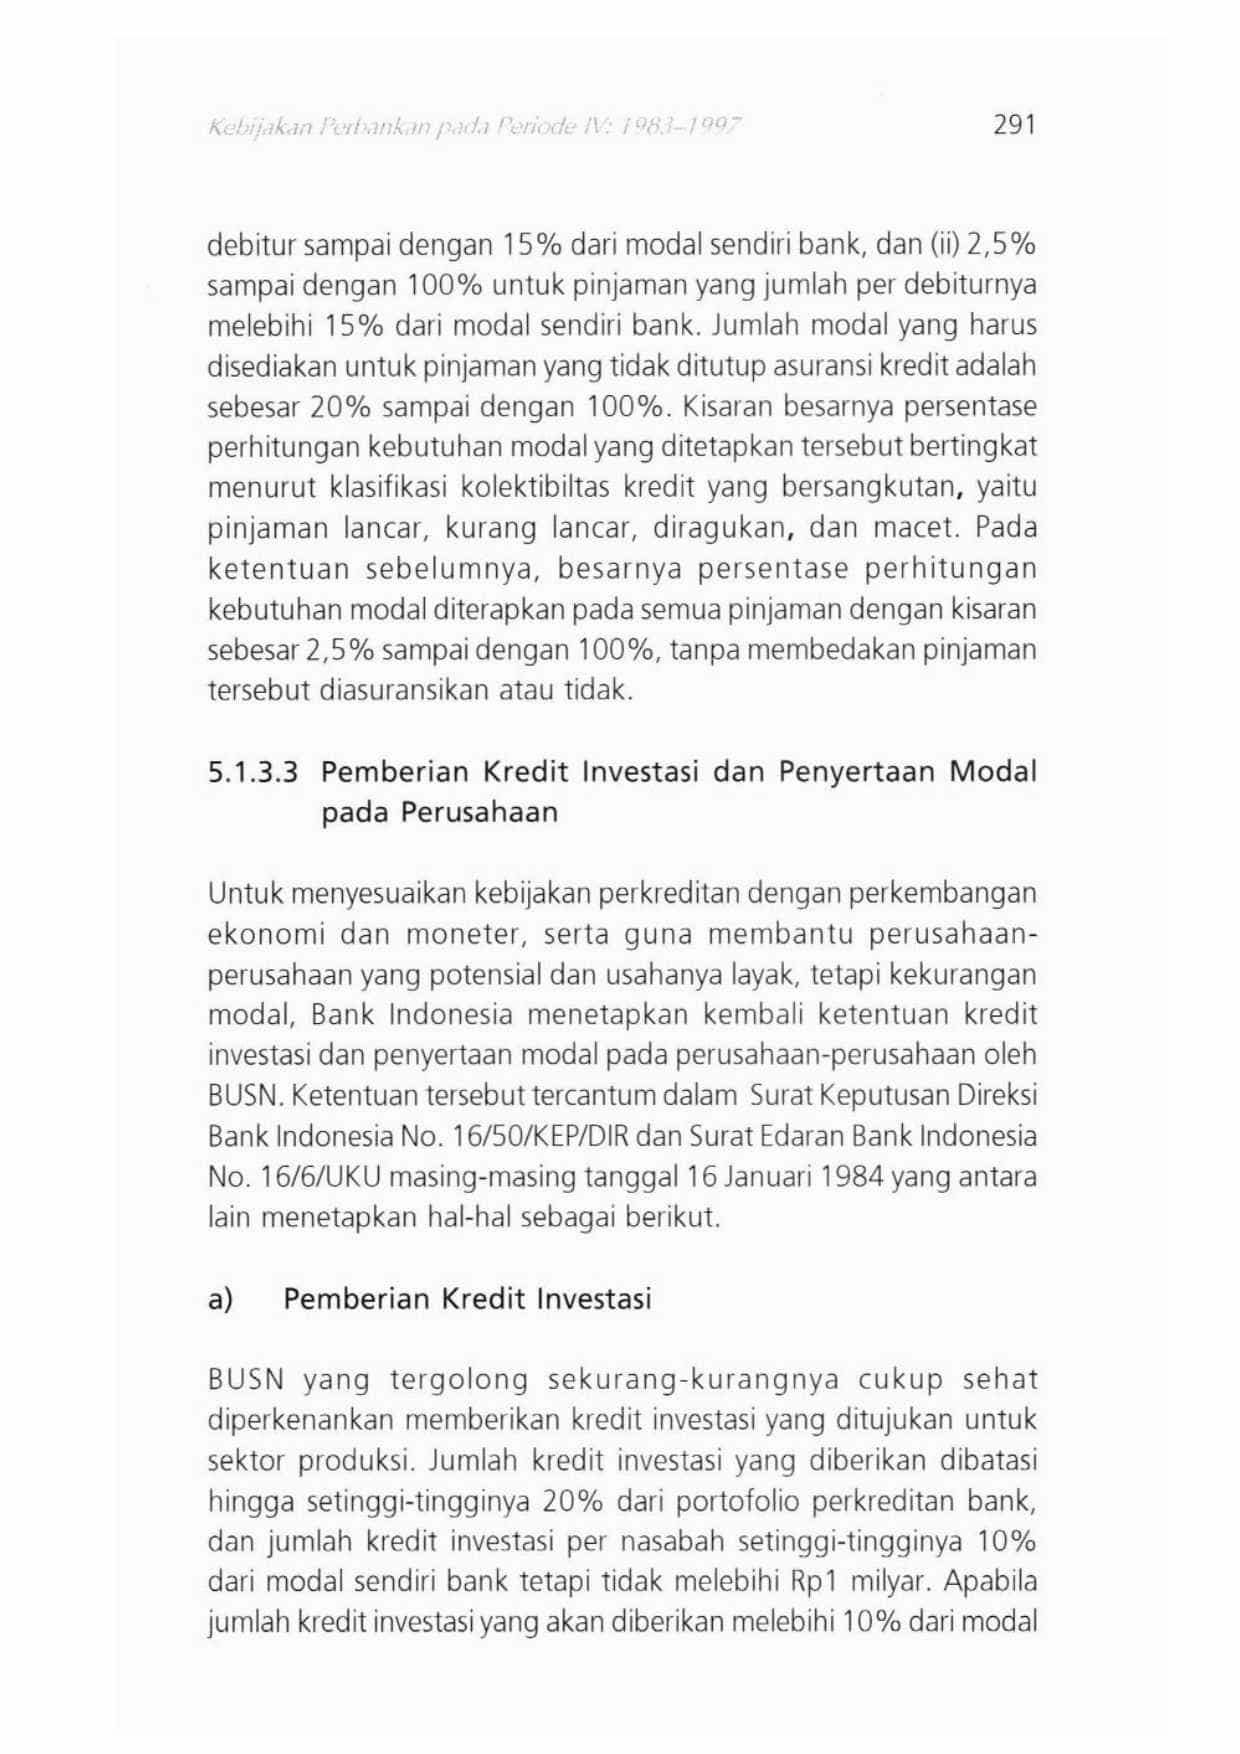 Kebijakan Perbankan pada Periode IV: 1983–1997 291
debitur sampai dengan 15% dari modal sendiri bank, dan (ii) 2,5%
sampai dengan 100% untuk pinjaman yang jumlah per debiturnya
melebihi 15% dari modal sendiri bank. Jumlah modal yang harus
disediakan untuk pinjaman yang tidak ditutup asuransi kredit adalah
sebesar 20% sampai dengan 100%. Kisaran besarnya persentase
perhitungan kebutuhan modal yang ditetapkan tersebut bertingkat
menurut klasifikasi kolektibiltas kredit yang bersangkutan, yaitu
pinjaman lancar, kurang lancar, diragukan, dan macet. Pada
ketentuan sebelumnya, besarnya persentase perhitungan
kebutuhan modal diterapkan pada semua pinjaman dengan kisaran
sebesar 2,5% sampai dengan 100%, tanpa membedakan pinjaman
tersebut diasuransikan atau tidak.
5.1.3.3 Pemberian Kredit Investasi dan Penyertaan Modal
pada Perusahaan
Untuk menyesuaikan kebijakan perkreditan dengan perkembangan
ekonomi dan moneter, serta guna membantu perusahaan-
perusahaan yang potensial dan usahanya layak, tetapi kekurangan
modal, Bank Indonesia menetapkan kembali ketentuan kredit
investasi dan penyertaan modal pada perusahaan-perusahaan oleh
BUSN. Ketentuan tersebut tercantum dalam Surat Keputusan Direksi
Bank Indonesia No. 16/50/KEP/DIR dan Surat Edaran Bank Indonesia
No. 16/6/UKU masing-masing tanggal 16 Januari 1984 yang antara
lain menetapkan hal-hal sebagai berikut.
a) Pemberian Kredit Investasi
BUSN yang tergolong sekurang-kurangnya cukup sehat
diperkenankan memberikan kredit investasi yang ditujukan untuk
sektor produksi. Jumlah kredit investasi yang diberikan dibatasi
hingga setinggi-tingginya 20% dari portofolio perkreditan bank,
dan jumlah kredit investasi per nasabah setinggi-tingginya 10%
dari modal sendiri bank tetapi tidak melebihi Rp1 milyar. Apabila
jumlah kredit investasi yang akan diberikan melebihi 10% dari modal